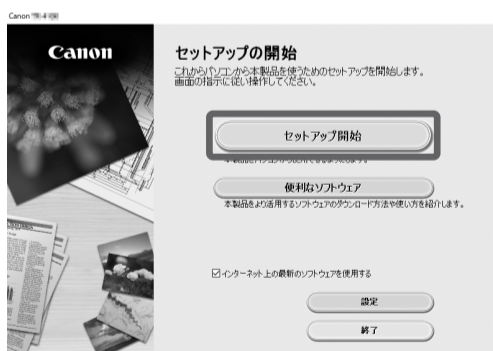 Canon
Canon
セットアップの開始
これからパソコンから本製品を使うためのセットアップを開始します。
画面の指示に従い操作してください。
セットアップ開始
便利なソフトウェア
本製品をより活用するソフトウェアのダウンロード方法や使い方を紹介します。
インターネット上の最新のソフトウェアを使用する
設定
終了